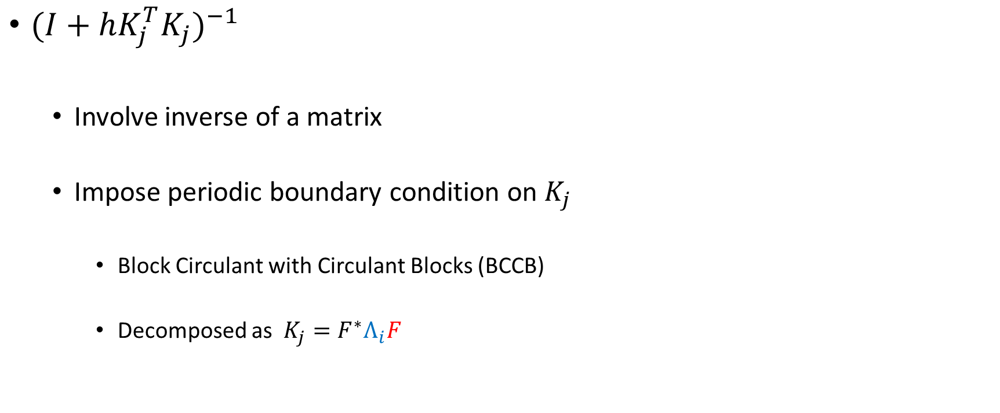 • (I + hK_j^T K_j)^{-1}
• Involve inverse of a matrix
• Impose periodic boundary condition on K_j
• Block Circulant with Circulant Blocks (BCCB)
• Decomposed as K_j = F*Λ_i F